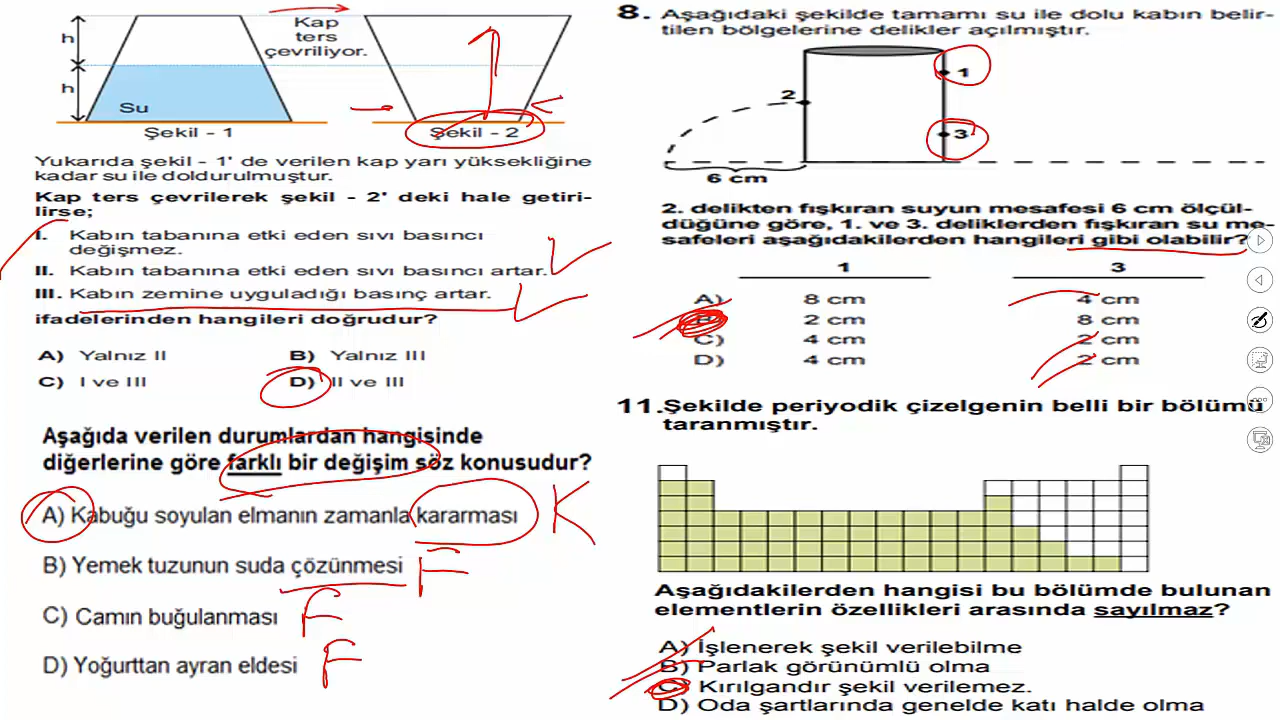 h
h
Su
Şekil - 1
Kap
ters
çevriliyor.
Şekil - 2
Yukarıda şekil - 1' de verilen kap yarı yüksekliğine
kadar su ile doldurulmuştur.
Kap ters çevrilerek şekil - 2' deki hale getiri-
lirse;
I. Kabın tabanına etki eden sıvı basıncı
değişmez.
II. Kabın tabanına etki eden sıvı basıncı artar.
III. Kabın zemine uyguladığı basınç artar.
ifadelerinden hangileri doğrudur?
A) Yalnız II
B) Yalnız III
C) I ve III
D) II ve III
Aşağıda verilen durumlardan hangisinde
diğerlerine göre farklı bir değişim söz konusudur?
A) Kabuğu soyulan elmanın zamanla kararması K
B) Yemek tuzunun suda çözünmesi F
C) Camın buğulanması F
D) Yoğurttan ayran eldesi F
8. Aşağıdaki şekilde tamamı su ile dolu kabın belir-
tilen bölgelerine delikler açılmıştır.
1
2
3
6 cm
2. delikten fışkıran suyun mesafesi 6 cm ölçül-
düğüne göre, 1. ve 3. deliklerden fışkıran su me-
safeleri aşağıdakilerden hangileri gibi olabilir?
1 3
A) 8 cm 4 cm
B) 2 cm 8 cm
C) 4 cm 2 cm
D) 4 cm 2 cm
11. Şekilde periyodik çizelgenin belli bir bölümü
taranmıştır.
Aşağıdakilerden hangisi bu bölümde bulunan
elementlerin özellikleri arasında sayılmaz?
A) İşlenerek şekil verilebilme
B) Parlak görünümlü olma
C) Kırılgandır şekil verilemez.
D) Oda şartlarında genelde katı halde olma